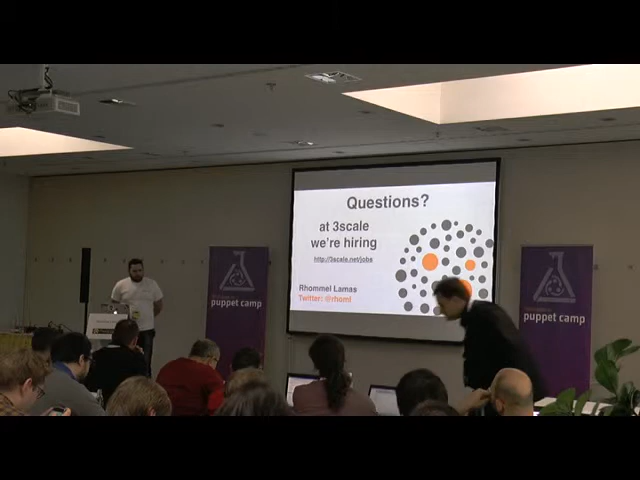 Questions?
at 3scale
we're hiring
http://3scale.net/jobs
Rhommel Lamas
Twitter: @rhoml
puppet camp
puppet camp